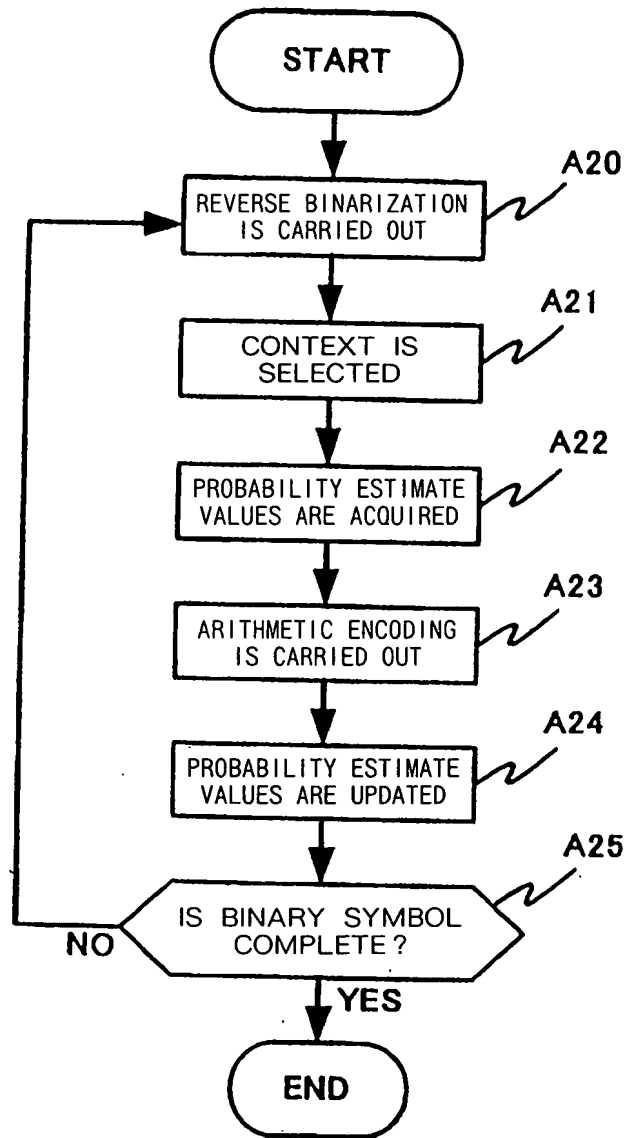 START
A20
REVERSE BINARIZATION
IS CARRIED OUT
A21
CONTEXT IS
SELECTED
A22
PROBABILITY ESTIMATE
VALUES ARE ACQUIRED
A23
ARITHMETIC ENCODING
IS CARRIED OUT
A24
PROBABILITY ESTIMATE
VALUES ARE UPDATED
A25
IS BINARY SYMBOL
COMPLETE?
NO
YES
END